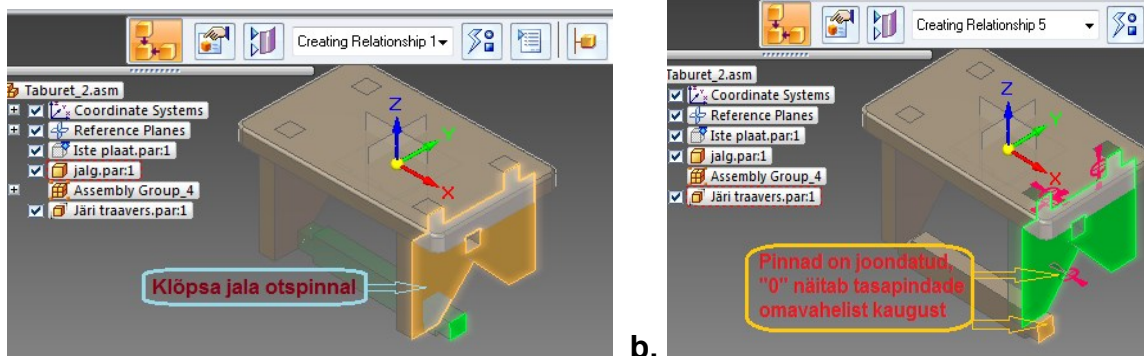 Creating Relationship 1
Taburet_2.asm
Coordinate Systems
Reference Planes
Iste plaat.par:1
jalg.par:1
Assembly Group_4
Järi traavers.par:1
Z
Y
X
Klõpsa jala otspinnal
b.
Creating Relationship 5
Taburet_2.asm
Coordinate Systems
Reference Planes
Iste plaat.par:1
jalg.par:1
Assembly Group_4
Järi traavers.par:1
Z
Y
X
Pinnad on joondatud,
"0" näitab tasapindade
omavahelist kaugust